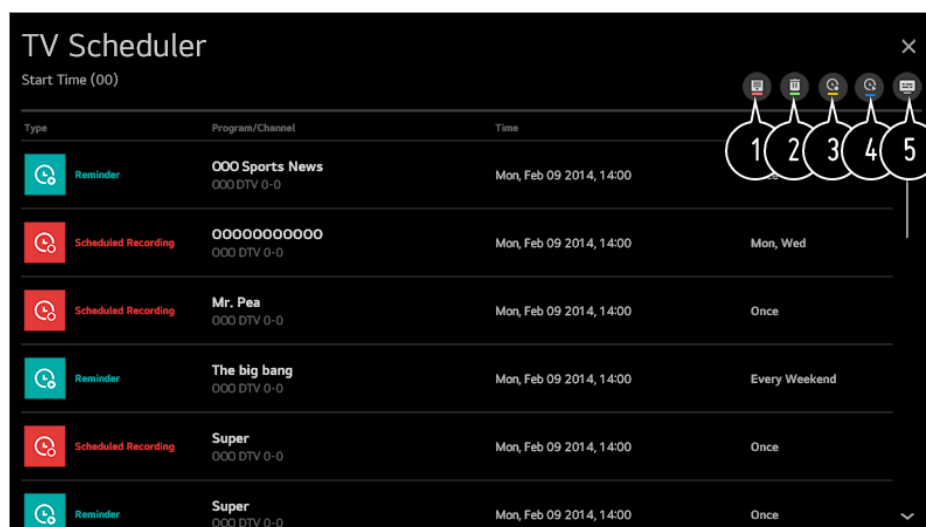 TV Scheduler
Start Time (00)
1 2 3 4 5
Type Program/Channel Time
Reminder OOO Sports News Mon, Feb 09 2014, 14:00
OOO DTV 0-0
Scheduled Recording OOOOOOOOOOO Mon, Feb 09 2014, 14:00 Mon, Wed
OOO DTV 0-0
Scheduled Recording Mr. Pea Mon, Feb 09 2014, 14:00 Once
OOO DTV 0-0
Reminder The big bang Mon, Feb 09 2014, 14:00 Every Weekend
OOO DTV 0-0
Scheduled Recording Super Mon, Feb 09 2014, 14:00 Once
OOO DTV 0-0
Reminder Super Mon, Feb 09 2014, 14:00 Once
OOO DTV 0-0